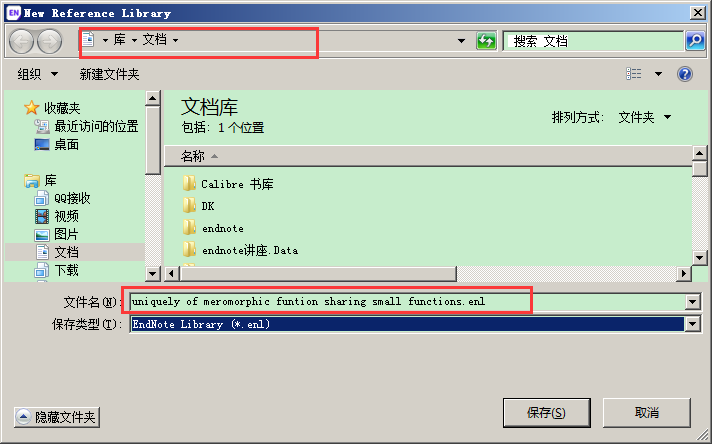 EN New Reference Library
库 文档
搜索 文档
组织 新建文件夹
收藏夹
最近访问的位置
桌面
库
QQ接收
视频
图片
文档
下载
文档库
包括: 1 个位置
排列方式: 文件夹
名称
Calibre 书库
DK
endnote
endnote讲座.Data
文件名(N): uniquely of meromorphic funtion sharing small functions.enl
保存类型(T): EndNote Library (*.enl)
隐藏文件夹
保存(S)
取消